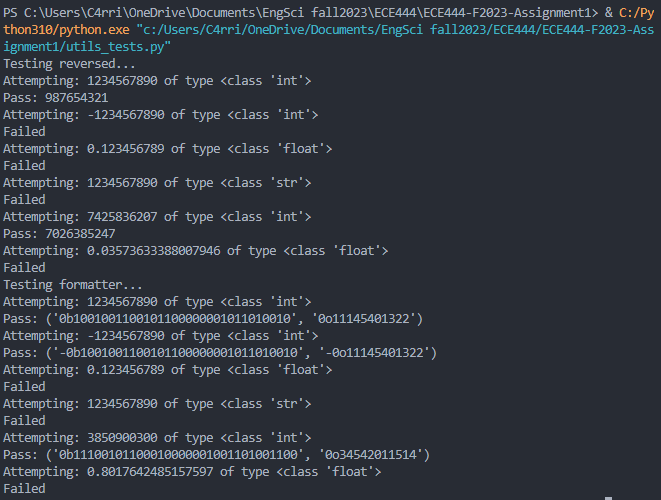 PS C:\Users\C4rri\OneDrive\Documents\EngSci fall2023\ECE444\ECE444-F2023-Assignment1> & C:/Py
thon310/python.exe "c:/Users/C4rri/OneDrive/Documents/EngSci fall2023/ECE444/ECE444-F2023-Ass
ignment1/utils_tests.py"
Testing reversed...
Attempting: 1234567890 of type <class 'int'>
Pass: 987654321
Attempting: -1234567890 of type <class 'int'>
Failed
Attempting: 0.123456789 of type <class 'float'>
Failed
Attempting: 1234567890 of type <class 'str'>
Failed
Attempting: 7425836207 of type <class 'int'>
Pass: 7026385247
Attempting: 0.03573633388007946 of type <class 'float'>
Failed
Testing formatter...
Attempting: 1234567890 of type <class 'int'>
Pass: ('0b1001001100101100000001011010010', '0o11145401322')
Attempting: -1234567890 of type <class 'int'>
Pass: ('-0b1001001100101100000001011010010', '-0o11145401322')
Attempting: 0.123456789 of type <class 'float'>
Failed
Attempting: 1234567890 of type <class 'str'>
Failed
Attempting: 3850900300 of type <class 'int'>
Pass: ('0b11100101100010000001001101001100', '0o34542011514')
Attempting: 0.8017642485157597 of type <class 'float'>
Failed